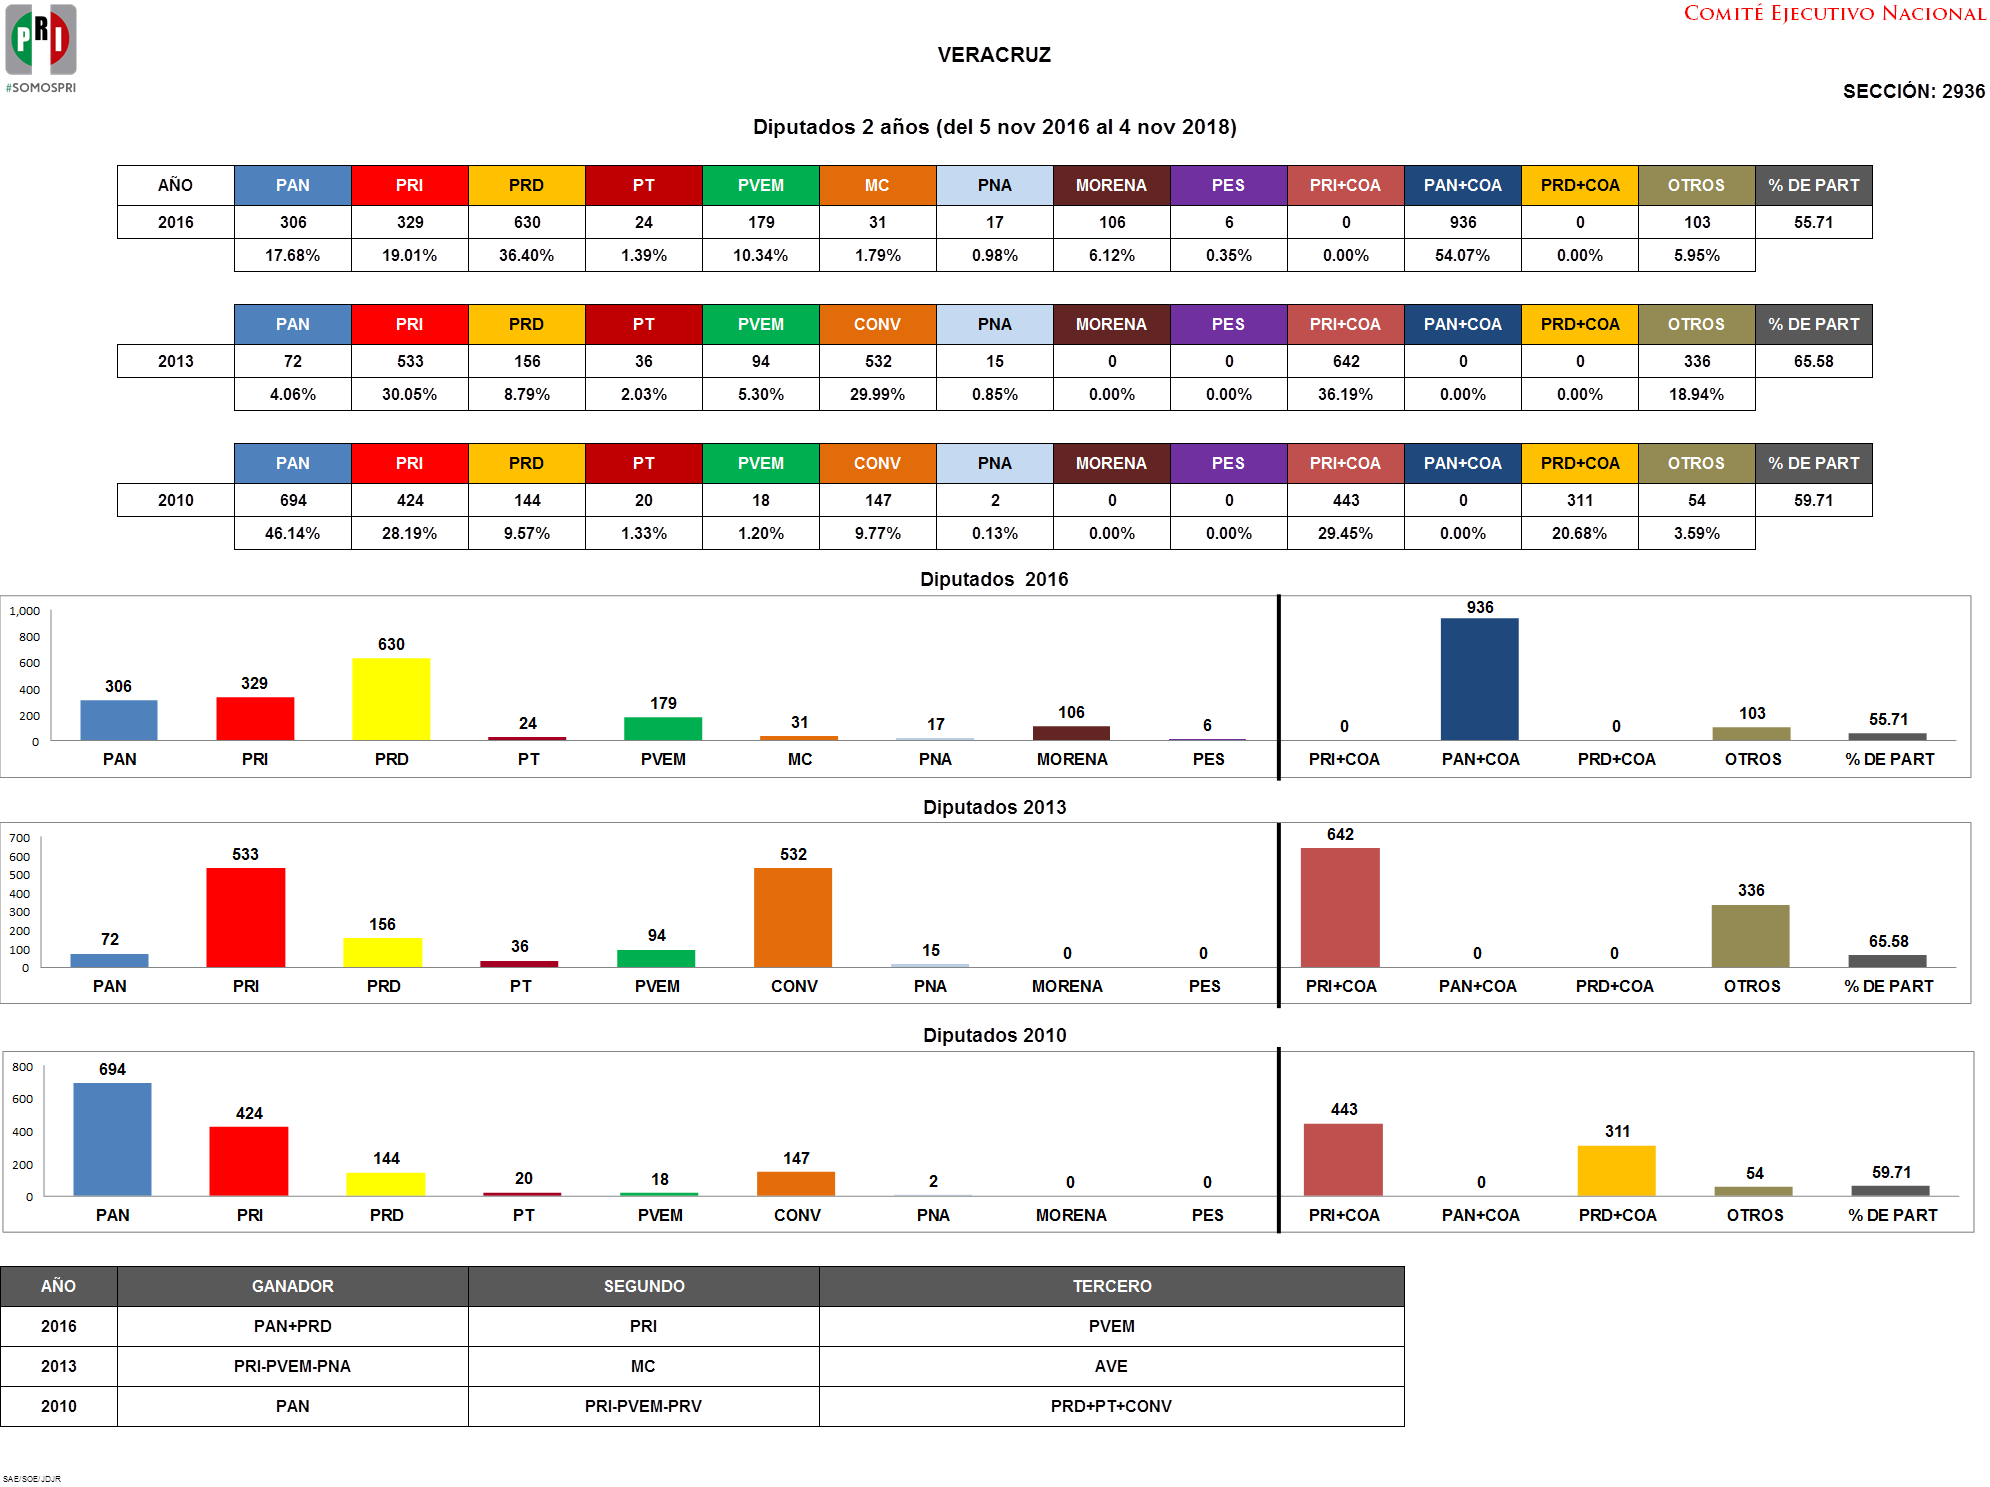 PRI
#SOMOSPRI
COMITÉ EJECUTIVO NACIONAL
VERACRUZ
SECCIÓN: 2936
Diputados 2 años (del 5 nov 2016 al 4 nov 2018)
AÑO PAN PRI PRD PT PVEM MC PNA MORENA PES PRI+COA PAN+COA PRD+COA OTROS % DE PART
2016 306 329 630 24 179 31 17 106 6 0 936 0 103 55.71
17.68% 19.01% 36.40% 1.39% 10.34% 1.79% 0.98% 6.12% 0.35% 0.00% 54.07% 0.00% 5.95%
PAN PRI PRD PT PVEM CONV PNA MORENA PES PRI+COA PAN+COA PRD+COA OTROS % DE PART
2013 72 533 156 36 94 532 15 0 0 642 0 0 336 65.58
4.06% 30.05% 8.79% 2.03% 5.30% 29.99% 0.85% 0.00% 0.00% 36.19% 0.00% 0.00% 18.94%
PAN PRI PRD PT PVEM CONV PNA MORENA PES PRI+COA PAN+COA PRD+COA OTROS % DE PART
2010 694 424 144 20 18 147 2 0 0 443 0 311 54 59.71
46.14% 28.19% 9.57% 1.33% 1.20% 9.77% 0.13% 0.00% 0.00% 29.45% 0.00% 20.68% 3.59%
Diputados 2016
1,000
800
600
400
200
0
306 329 630 24 179 31 17 106 6 0 936 0 103 55.71
PAN PRI PRD PT PVEM MC PNA MORENA PES PRI+COA PAN+COA PRD+COA OTROS % DE PART
Diputados 2013
700
600
500
400
300
200
100
0
72 533 156 36 94 532 15 0 0 642 0 0 336 65.58
PAN PRI PRD PT PVEM CONV PNA MORENA PES PRI+COA PAN+COA PRD+COA OTROS % DE PART
Diputados 2010
800
600
400
200
0
694 424 144 20 18 147 2 0 0 443 0 311 54 59.71
PAN PRI PRD PT PVEM CONV PNA MORENA PES PRI+COA PAN+COA PRD+COA OTROS % DE PART
AÑO GANADOR SEGUNDO TERCERO
2016 PAN+PRD PRI PVEM
2013 PRI-PVEM-PNA MC AVE
2010 PAN PRI-PVEM-PRV PRD+PT+CONV
SAE/SOE/JDJR